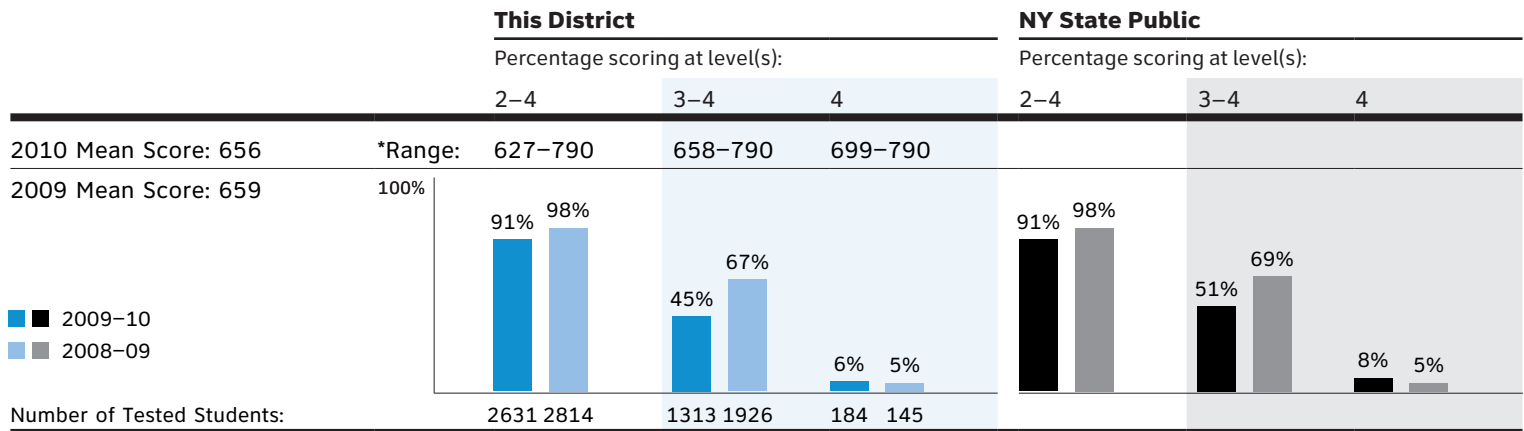 This District NY State Public
Percentage scoring at level(s): Percentage scoring at level(s):
2–4 3–4 4 2–4 3–4 4
2010 Mean Score: 656 *Range: 627–790 658–790 699–790
2009 Mean Score: 659 100%
91% 98% 67% 45% 6% 5% 91% 98% 69% 51% 8% 5%
2009–10
2008–09
Number of Tested Students: 2631 2814 1313 1926 184 145